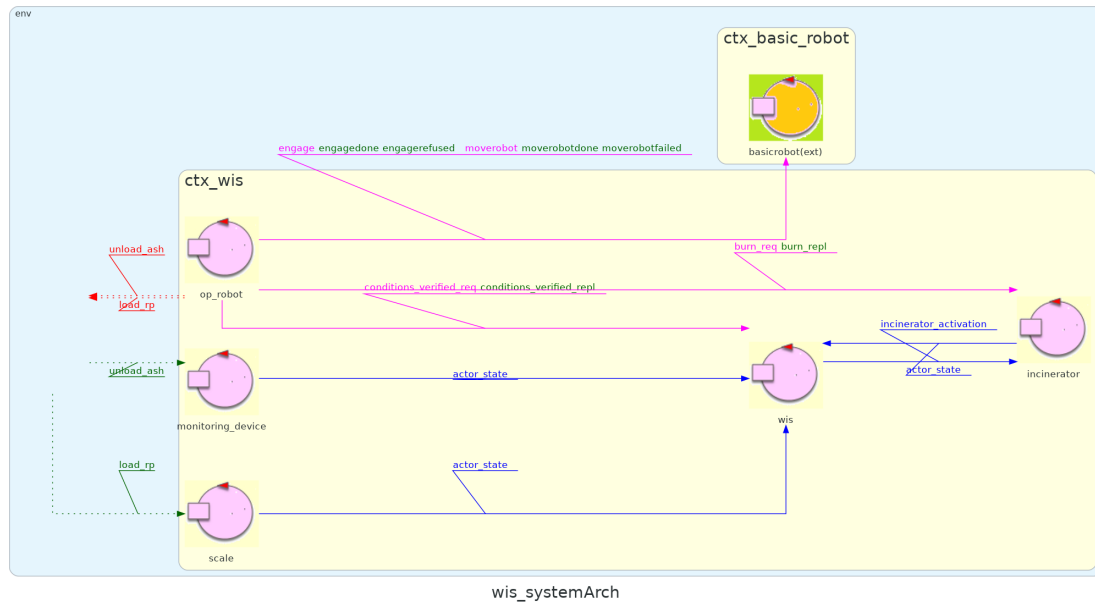 env
ctx_basic_robot
basicrobot(ext)
engage engagedone engagerefused moverobot moverobotdone moverobotfailed
ctx_wis
unload_ash
burn_req burn_repl
op_robot
load_rp
conditions_verified_req conditions_verified_repl
incinerator_activation
unload_ash
actor_state
actor_state
incinerator
wis
monitoring_device
load_rp
actor_state
scale
wis_systemArch